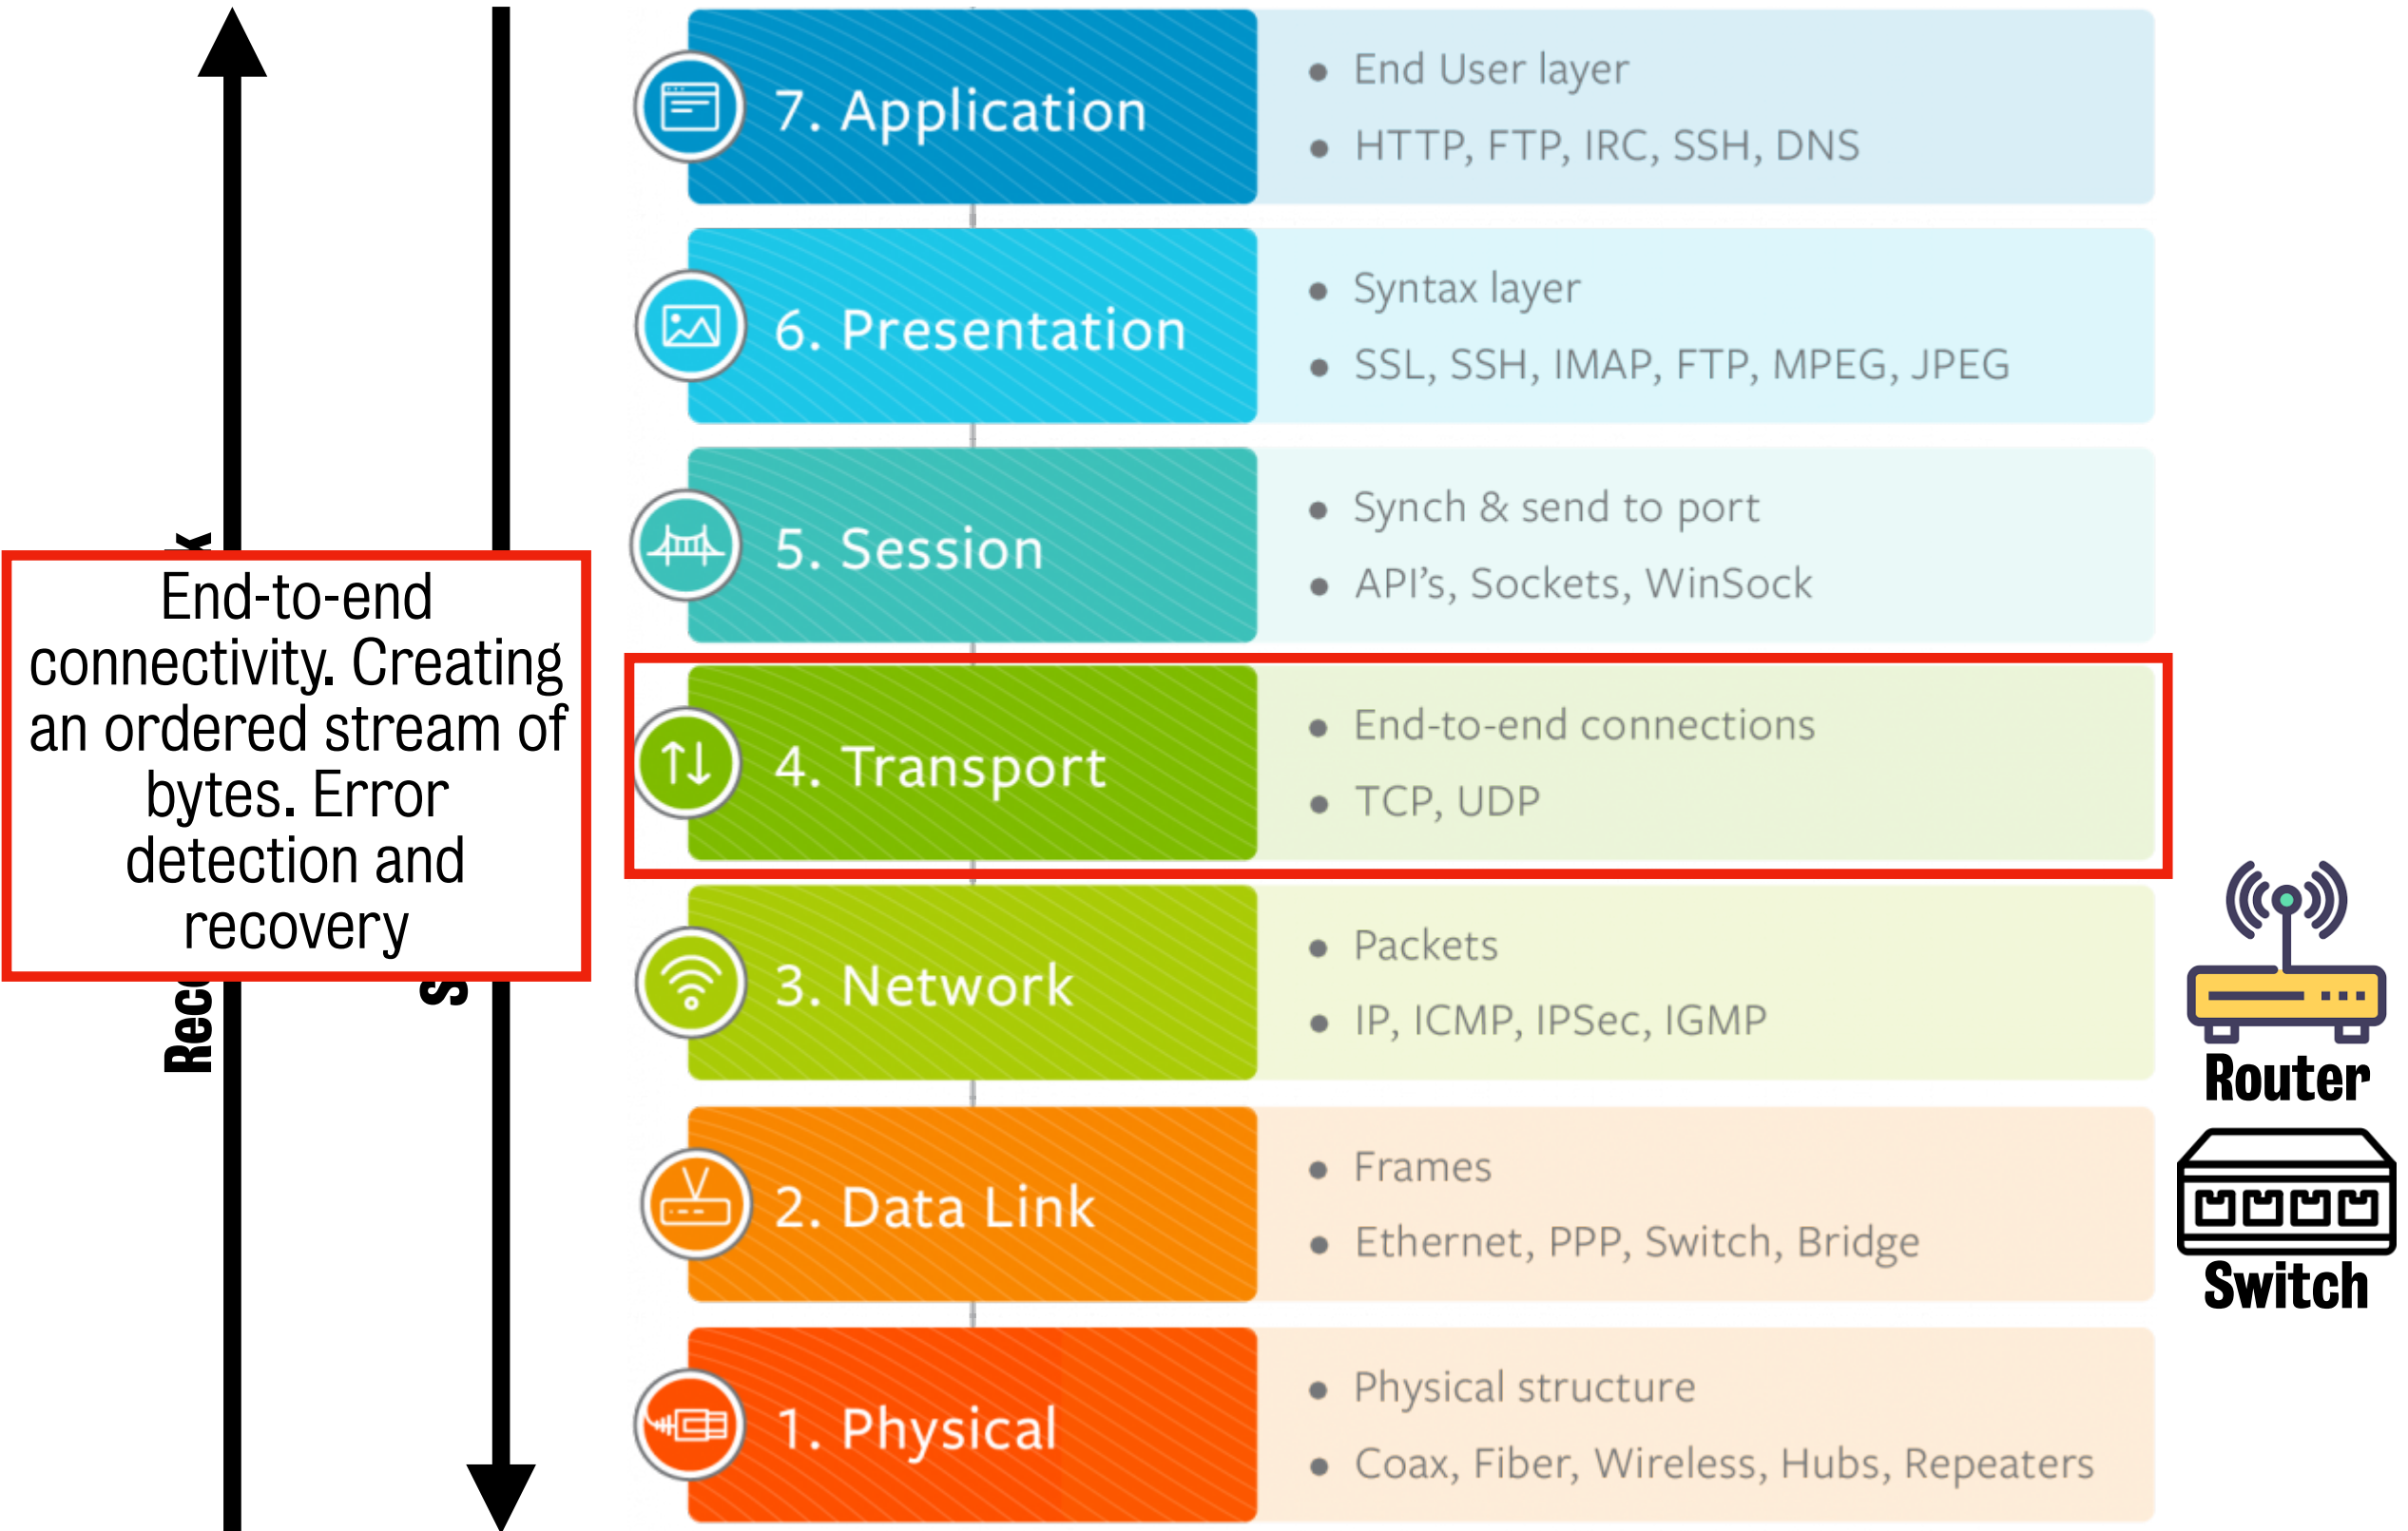 7. Application
End User layer
HTTP, FTP, IRC, SSH, DNS
6. Presentation
Syntax layer
SSL, SSH, IMAP, FTP, MPEG, JPEG
5. Session
Synch & send to port
API's, Sockets, WinSock
End-to-end
connectivity. Creating
an ordered stream of
bytes. Error
detection and
recovery
4. Transport
End-to-end connections
TCP, UDP
3. Network
Packets
IP, ICMP, IPSec, IGMP
Router
2. Data Link
Frames
Ethernet, PPP, Switch, Bridge
Switch
1. Physical
Physical structure
Coax, Fiber, Wireless, Hubs, Repeaters